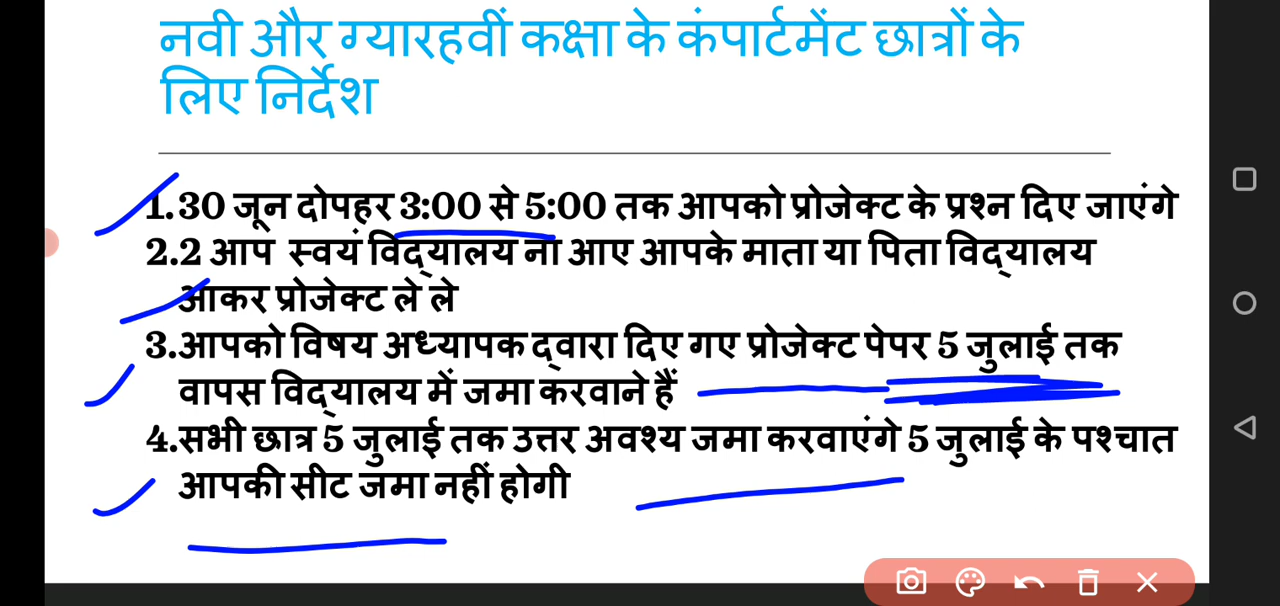 नवी और ग्यारहवीं कक्षा के कंपार्टमेंट छात्रों के
लिए निर्देश
1.30 जून दोपहर 3:00 से 5:00 तक आपको प्रोजेक्ट के प्रश्न दिए जाएंगे
2.2 आप स्वयं विद्यालय ना आए आपके माता या पिता विद्यालय
आकर प्रोजेक्ट ले ले
3.आपको विषय अध्यापक द्वारा दिए गए प्रोजेक्ट पेपर 5 जुलाई तक
वापस विद्यालय में जमा करवाने हैं
4.सभी छात्र 5 जुलाई तक उत्तर अवश्य जमा करवाएंगे 5 जुलाई के पश्चात
आपकी सीट जमा नहीं होगी